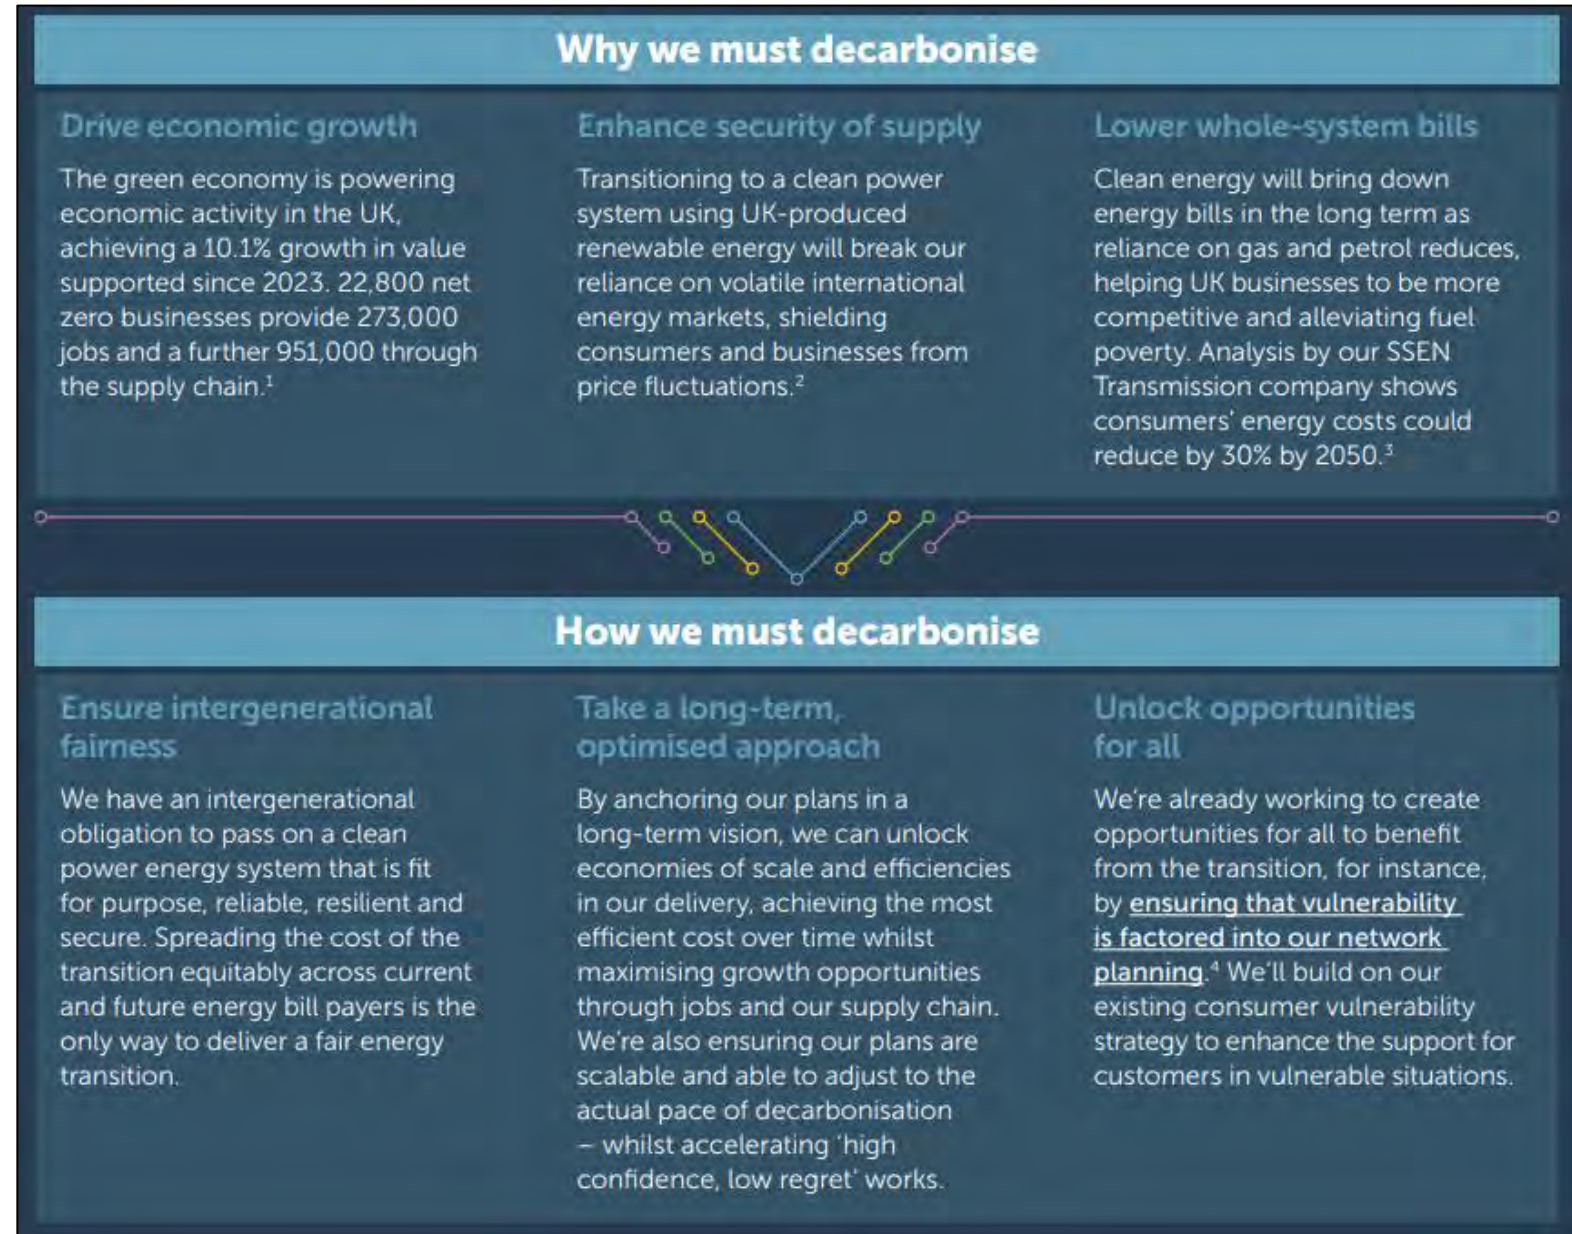 Why we must decarbonise
Drive economic growth
The green economy is powering
economic activity in the UK,
achieving a 10.1% growth in value
supported since 2023. 22,800 net
zero businesses provide 273,000
jobs and a further 951,000 through
the supply chain.¹
Enhance security of supply
Transitioning to a clean power
system using UK-produced
renewable energy will break our
reliance on volatile international
energy markets, shielding
consumers and businesses from
price fluctuations.²
Lower whole-system bills
Clean energy will bring down
energy bills in the long term as
reliance on gas and petrol reduces,
helping UK businesses to be more
competitive and alleviating fuel
poverty. Analysis by our SSEN
Transmission company shows
consumers' energy costs could
reduce by 30% by 2050.³
How we must decarbonise
Ensure intergenerational
fairness
We have an intergenerational
obligation to pass on a clean
power energy system that is fit
for purpose, reliable, resilient and
secure. Spreading the cost of the
transition equitably across current
and future energy bill payers is the
only way to deliver a fair energy
transition.
Take a long-term,
optimised approach
By anchoring our plans in a
long-term vision, we can unlock
economies of scale and efficiencies
in our delivery, achieving the most
efficient cost over time whilst
maximising growth opportunities
through jobs and our supply chain.
We're also ensuring our plans are
scalable and able to adjust to the
actual pace of decarbonisation
– whilst accelerating 'high
confidence, low regret' works.
Unlock opportunities
for all
We're already working to create
opportunities for all to benefit
from the transition, for instance,
by ensuring that vulnerability
is factored into our network
planning.⁴ We'll build on our
existing consumer vulnerability
strategy to enhance the support for
customers in vulnerable situations.